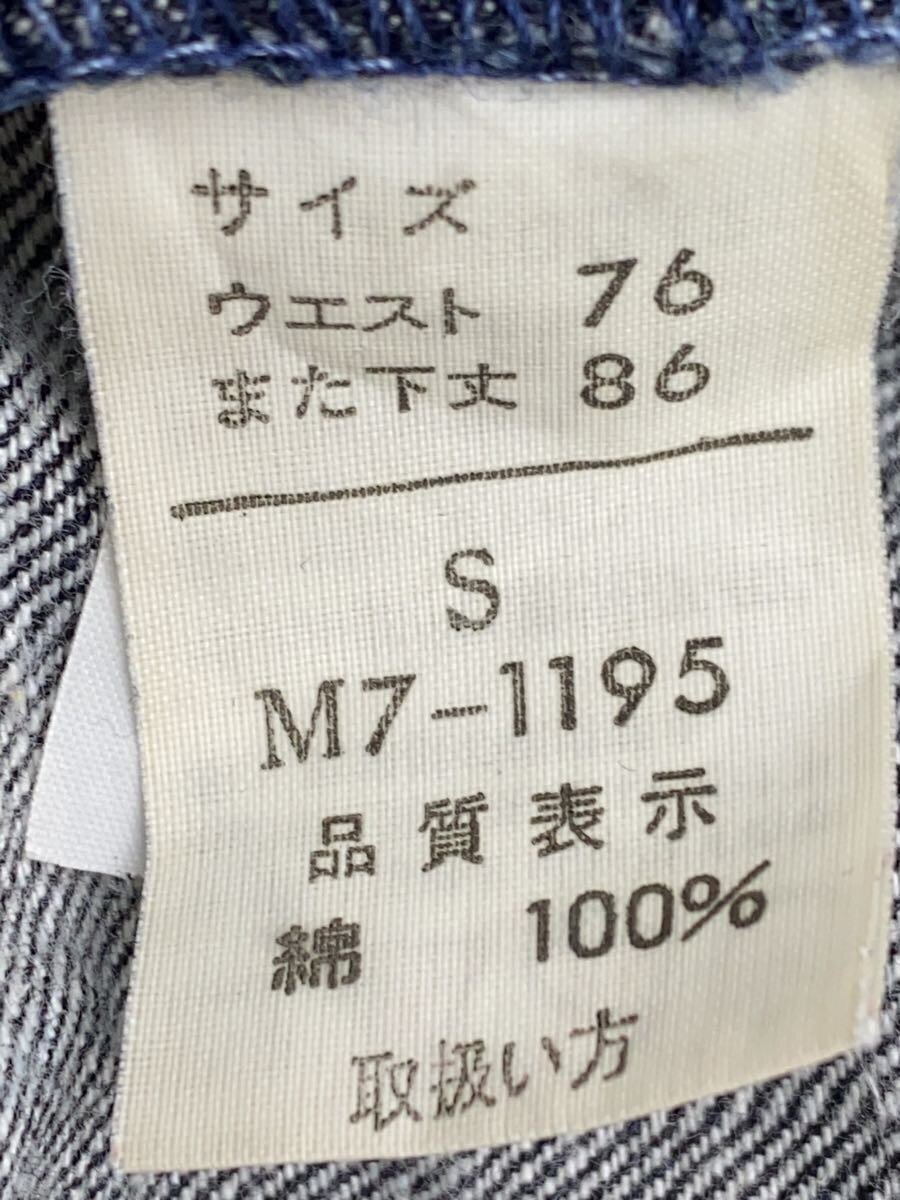 サイズ
ウエスト 76
また下丈 86
S
M7-1195
品質表示
綿 100%
取扱い方